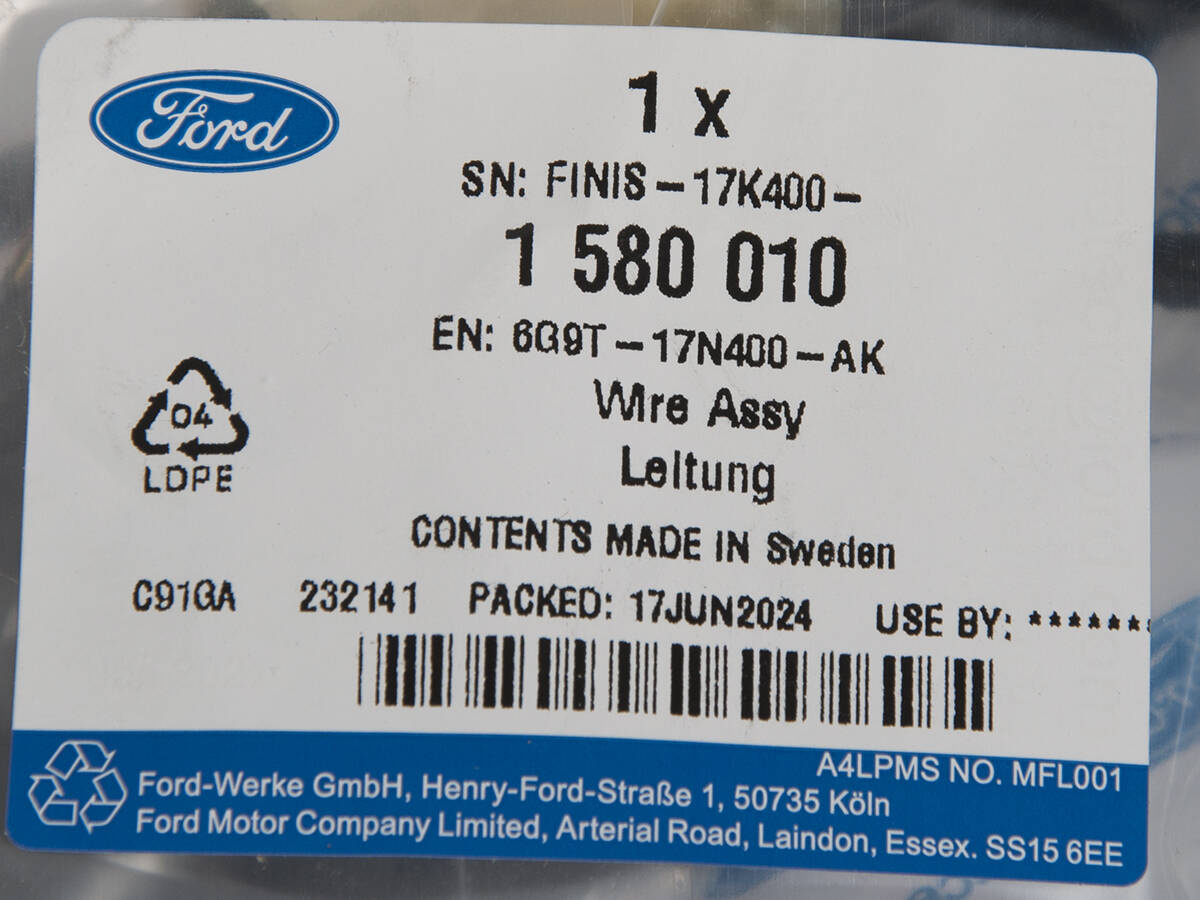 Ford
1 x
SN: FINIS-17K400-
1 580 010
EN: 6G9T-17N400-AK
Wire Assy
Leitung
04
LDPE
CONTENTS MADE IN Sweden
C91GA 232141 PACKED: 17JUN2024 USE BY: *******
A4LPMS NO. MFL001
Ford-Werke GmbH, Henry-Ford-Straße 1, 50735 Köln
Ford Motor Company Limited, Arterial Road, Laindon, Essex. SS15 6EE